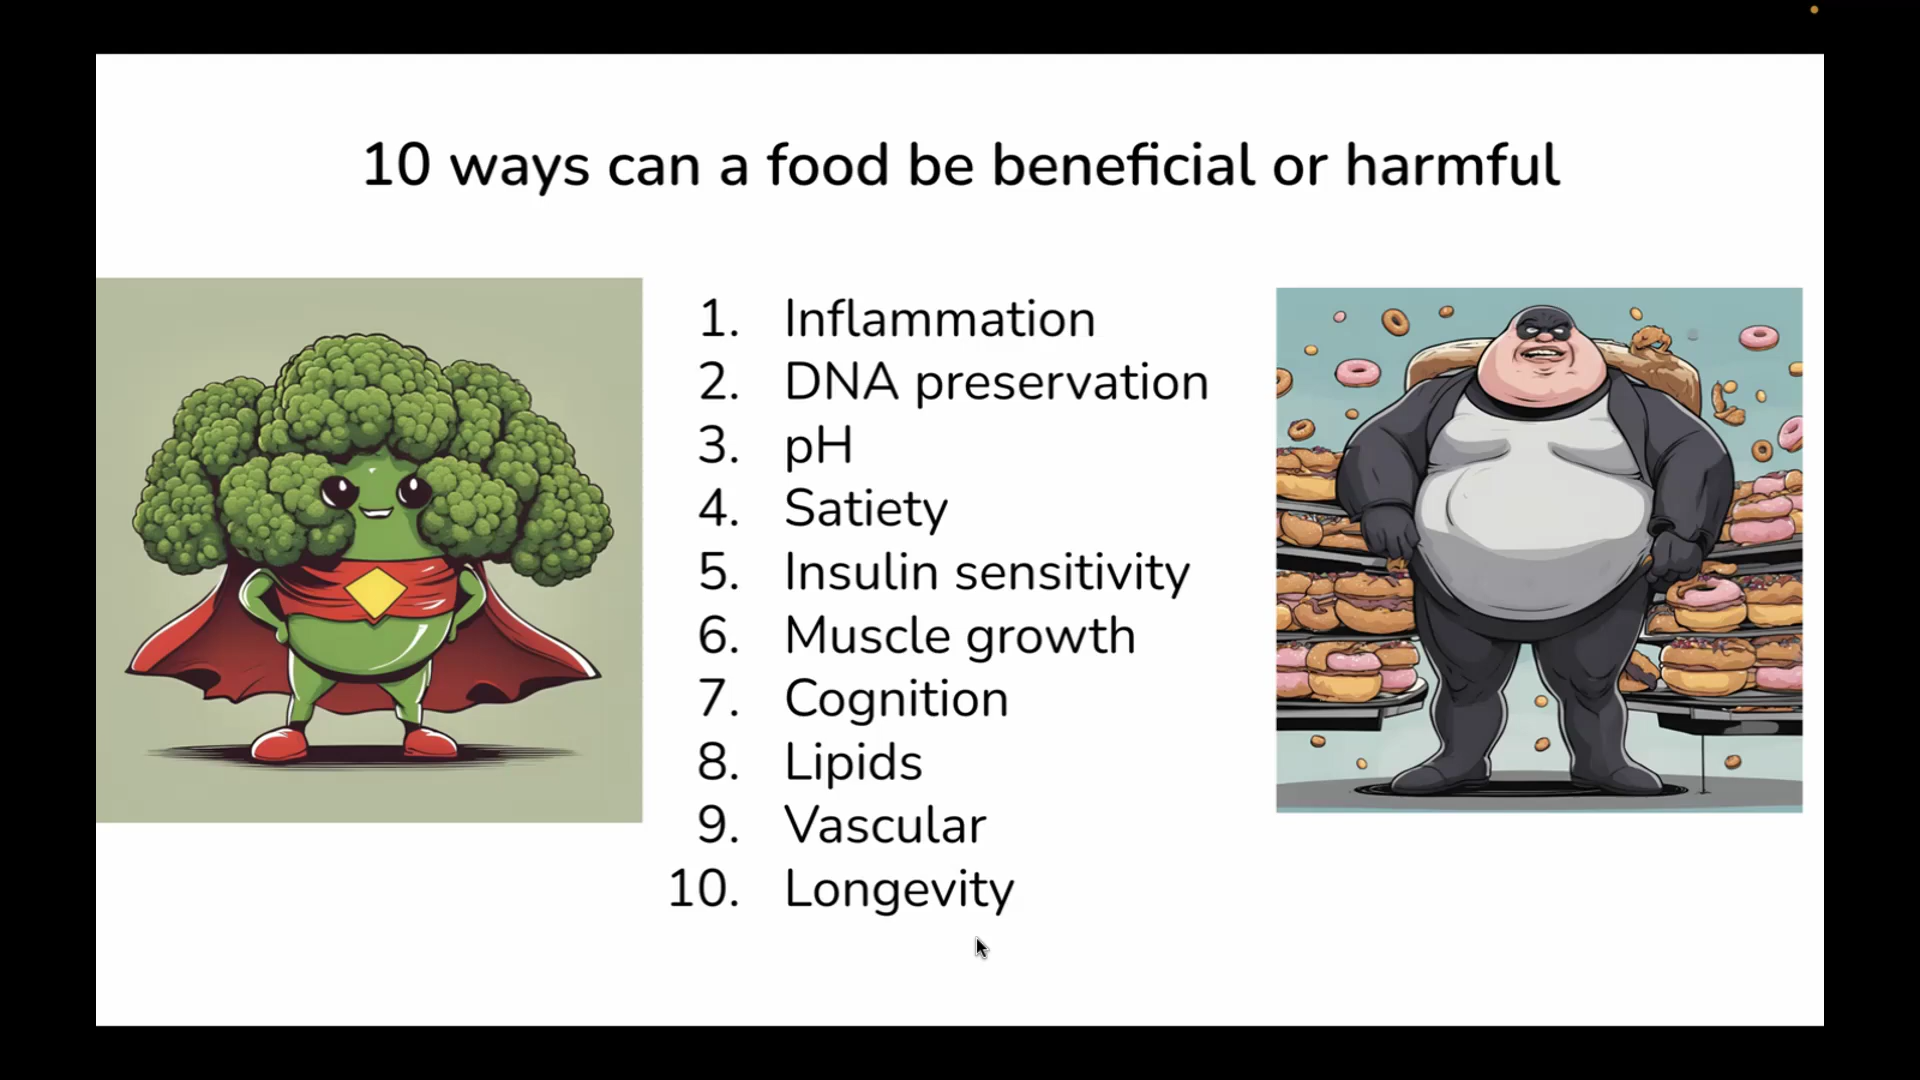 10 ways can a food be beneficial or harmful
1. Inflammation
2. DNA preservation
3. pH
4. Satiety
5. Insulin sensitivity
6. Muscle growth
7. Cognition
8. Lipids
9. Vascular
10. Longevity